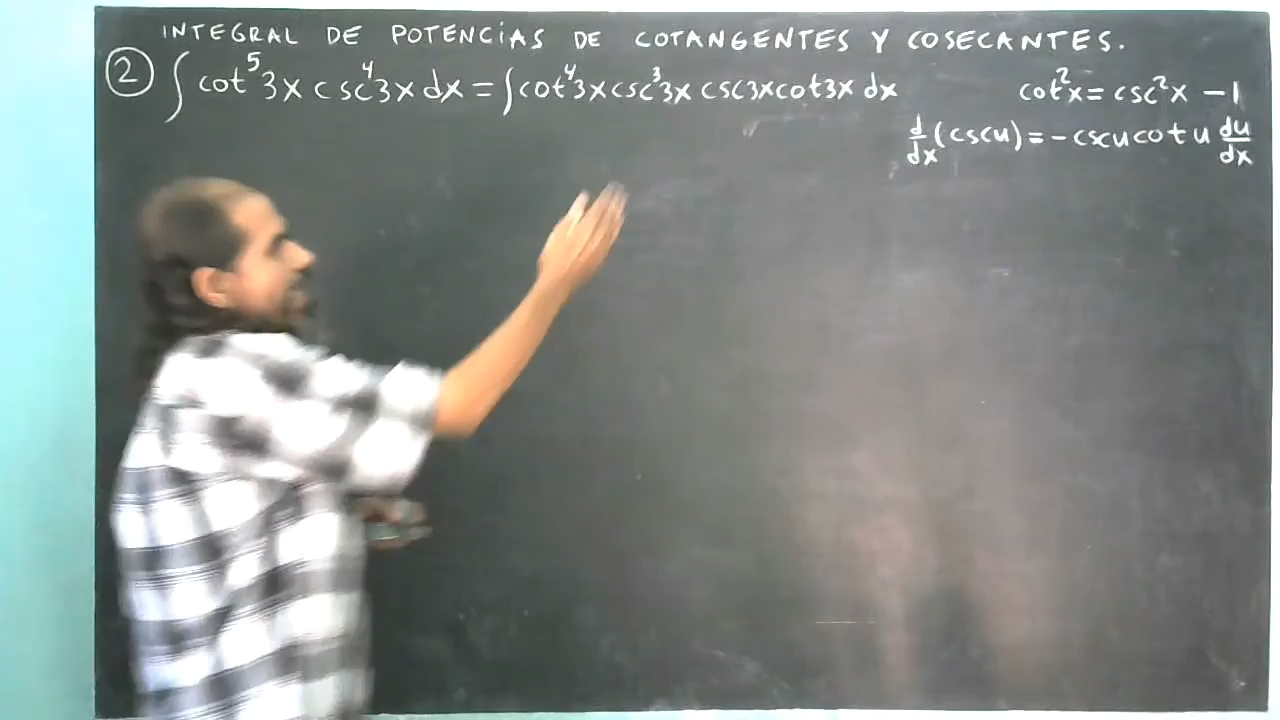 INTEGRAL DE POTENCIAS DE COTANGENTES Y COSECANTES.
② ∫ cot⁵3x csc⁴3x dx = ∫cot⁴3x csc³3x csc3x cot3x dx
cot²x = csc²x - 1
d/dx (cscu) = - cscu cot u du/dx